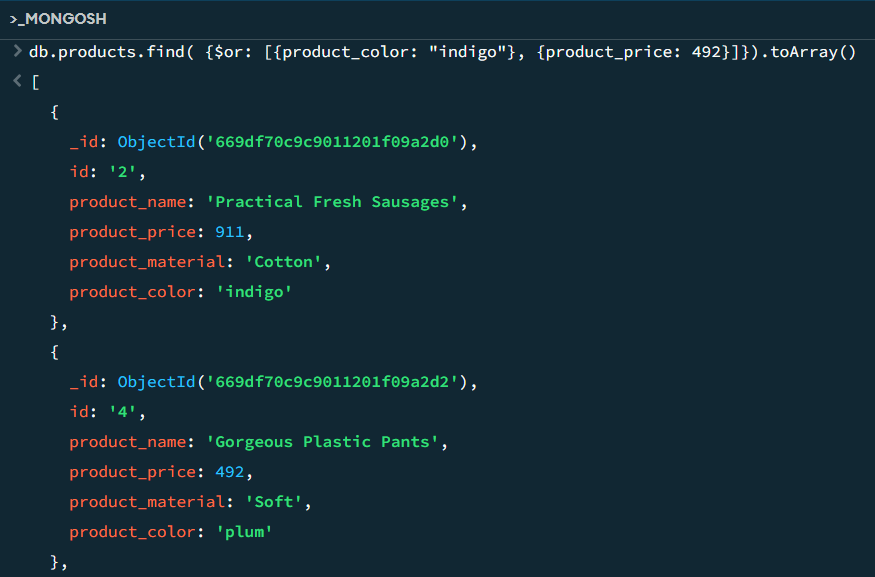 >_MONGOSH
> db.products.find( {$or: [{product_color: "indigo"}, {product_price: 492}]}).toArray()
< [
{
_id: ObjectId('669df70c9c9011201f09a2d0'),
id: '2',
product_name: 'Practical Fresh Sausages',
product_price: 911,
product_material: 'Cotton',
product_color: 'indigo'
},
{
_id: ObjectId('669df70c9c9011201f09a2d2'),
id: '4',
product_name: 'Gorgeous Plastic Pants',
product_price: 492,
product_material: 'Soft',
product_color: 'plum'
},